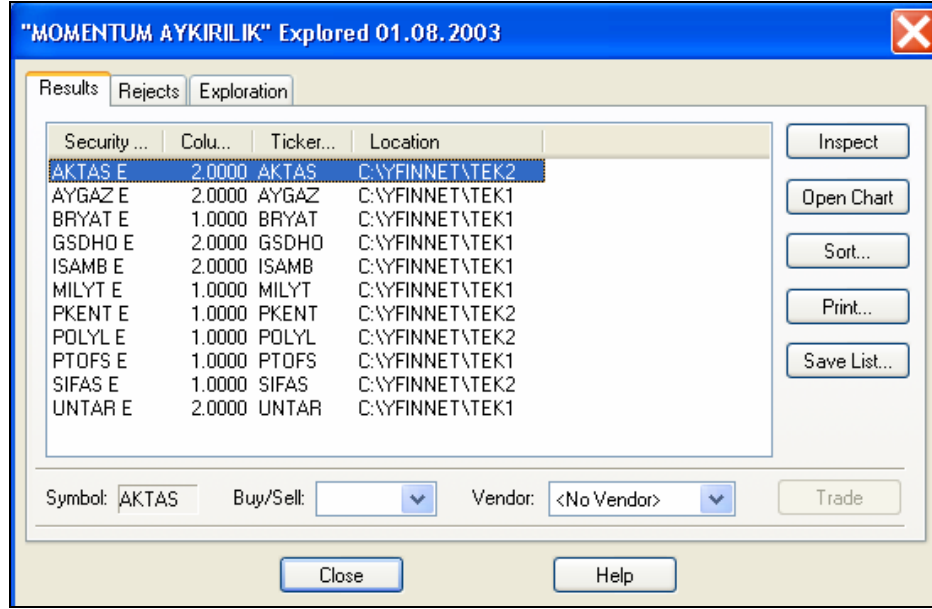 "MOMENTUM AYKIRILIK" Explored 01.08.2003
Results Rejects Exploration
Security ... Colu... Ticker... Location
AKTAS E 2.0000 AKTAS C:\YFINNET\TEK2
AYGAZ E 2.0000 AYGAZ C:\YFINNET\TEK1
BRYAT E 1.0000 BRYAT C:\YFINNET\TEK1
GSDHO E 2.0000 GSDHO C:\YFINNET\TEK1
ISAMB E 2.0000 ISAMB C:\YFINNET\TEK1
MILYT E 1.0000 MILYT C:\YFINNET\TEK1
PKENT E 1.0000 PKENT C:\YFINNET\TEK2
POLYL E 1.0000 POLYL C:\YFINNET\TEK2
PTOFS E 1.0000 PTOFS C:\YFINNET\TEK1
SIFAS E 1.0000 SIFAS C:\YFINNET\TEK2
UNTAR E 2.0000 UNTAR C:\YFINNET\TEK1
Inspect
Open Chart
Sort...
Print...
Save List...
Symbol: AKTAS Buy/Sell: Vendor: <No Vendor> Trade
Close Help